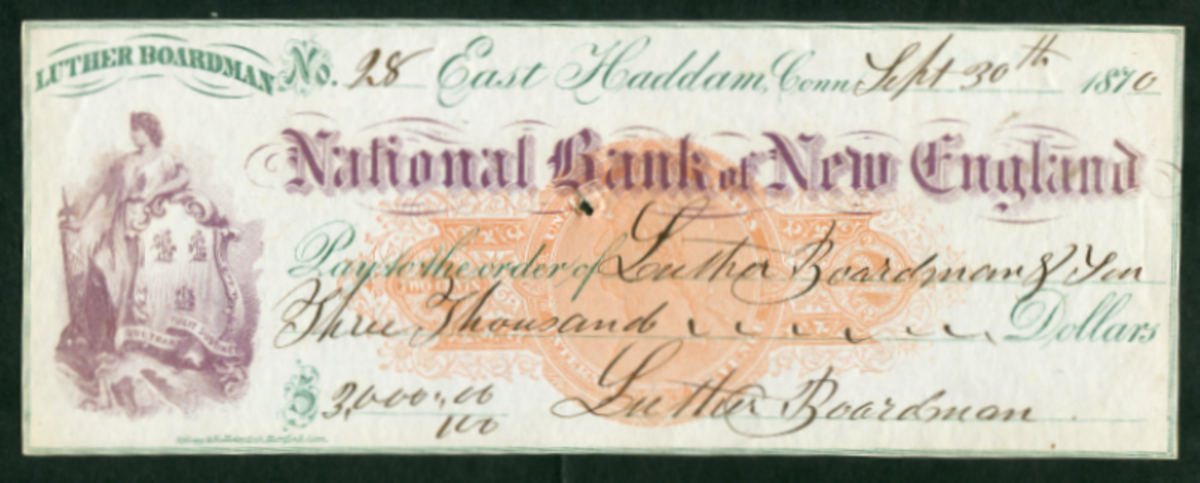 LUTHER BOARDMAN No. 28 East Haddam, Conn Sept 30th 1870
National Bank of New England
Pay to the order of Luther Boardman & Son
Three Thousand Dollars
$ 3,000.00/100 Luther Boardman